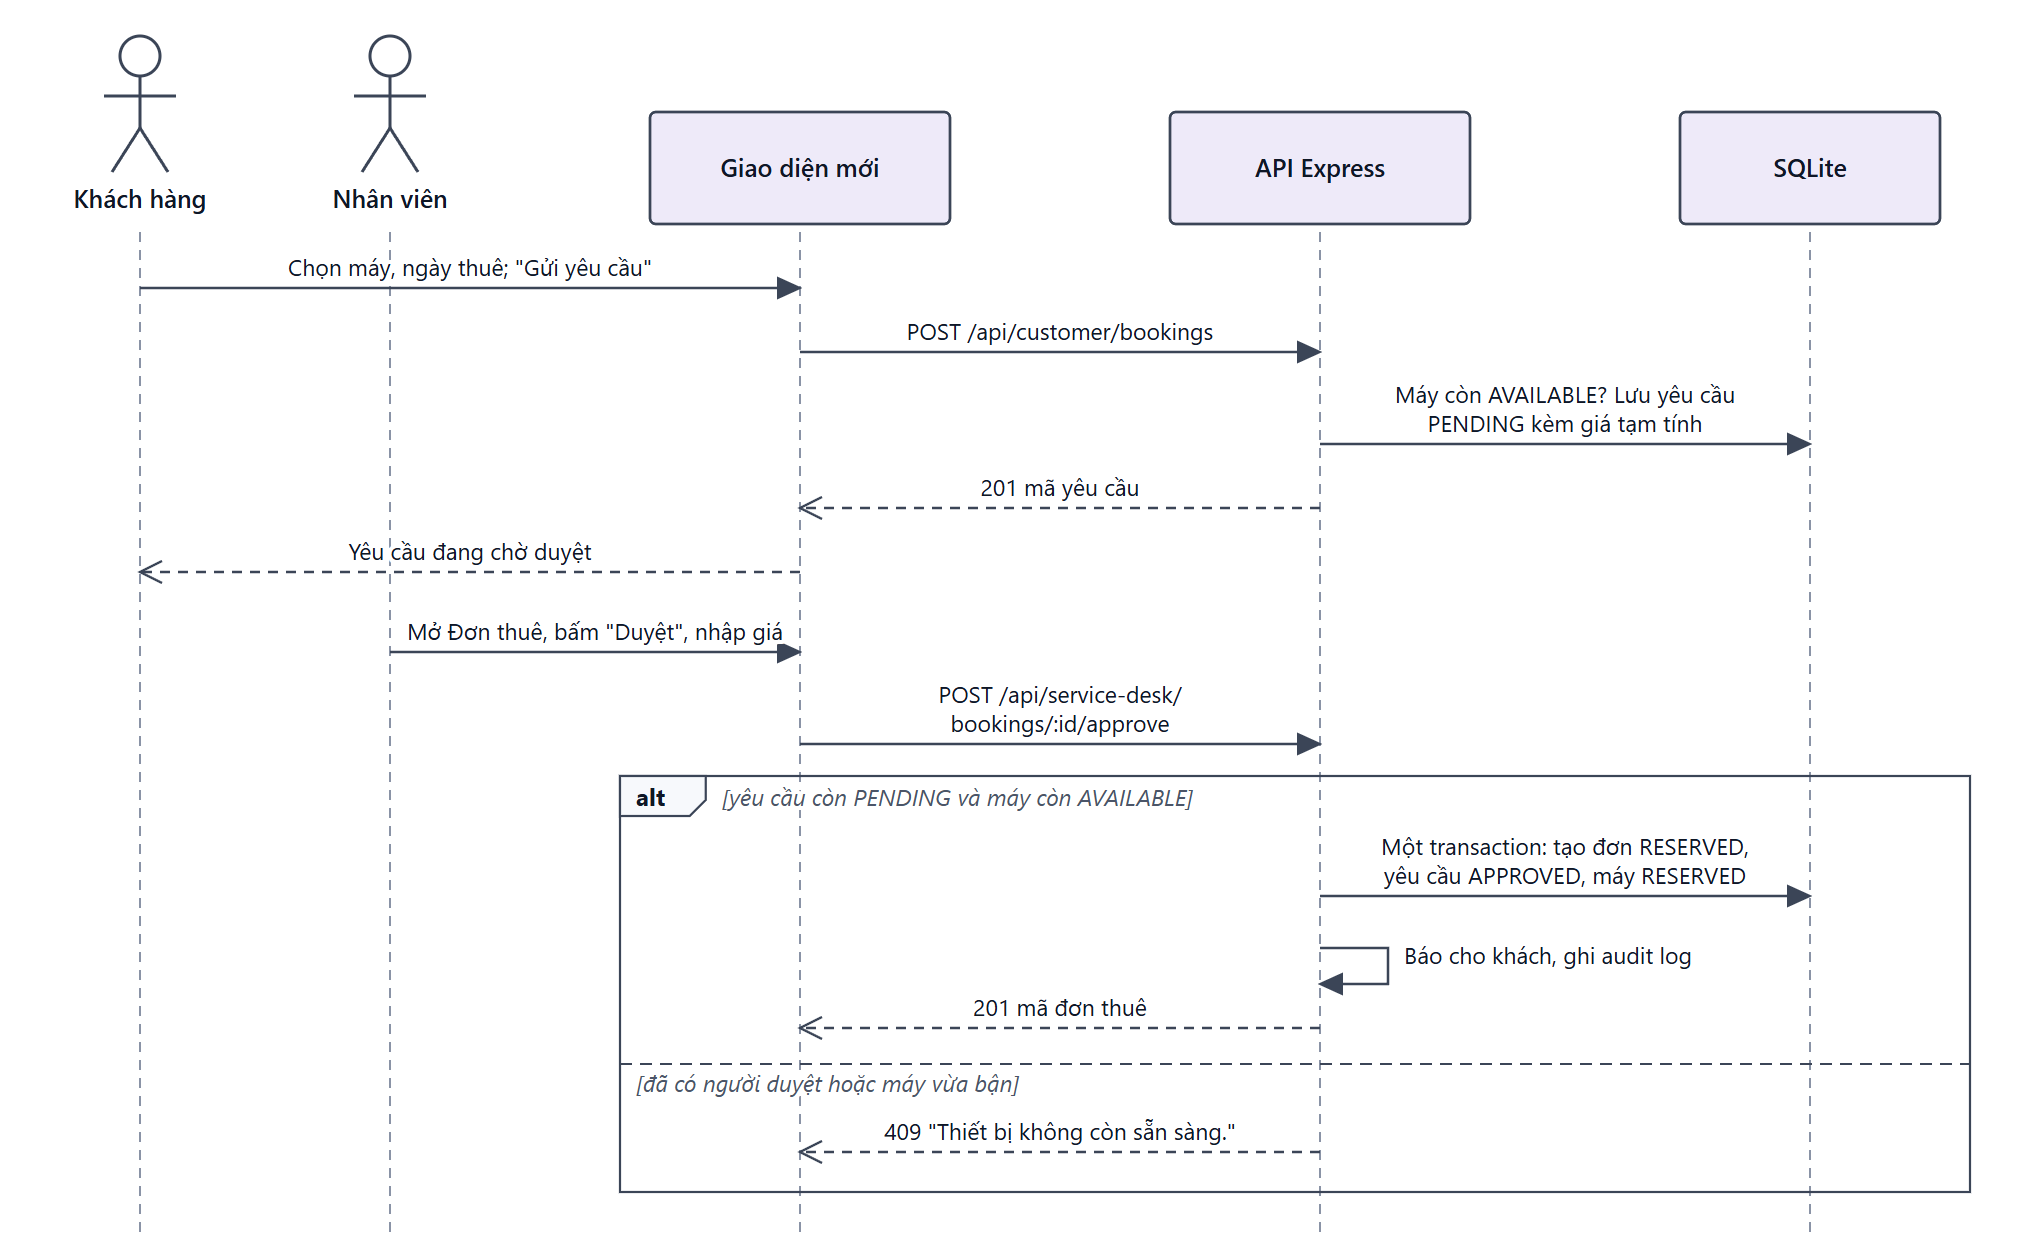 Khách hàng
Nhân viên
Giao diện mới
API Express
SQLite
Chọn máy, ngày thuê; "Gửi yêu cầu"
POST /api/customer/bookings
Máy còn AVAILABLE? Lưu yêu cầu
PENDING kèm giá tạm tính
201 mã yêu cầu
Yêu cầu đang chờ duyệt
Mở Đơn thuê, bấm "Duyệt", nhập giá
POST /api/service-desk/
bookings/:id/approve
alt
[yêu cầu còn PENDING và máy còn AVAILABLE]
Một transaction: tạo đơn RESERVED,
yêu cầu APPROVED, máy RESERVED
Báo cho khách, ghi audit log
201 mã đơn thuê
[đã có người duyệt hoặc máy vừa bận]
409 "Thiết bị không còn sẵn sàng."